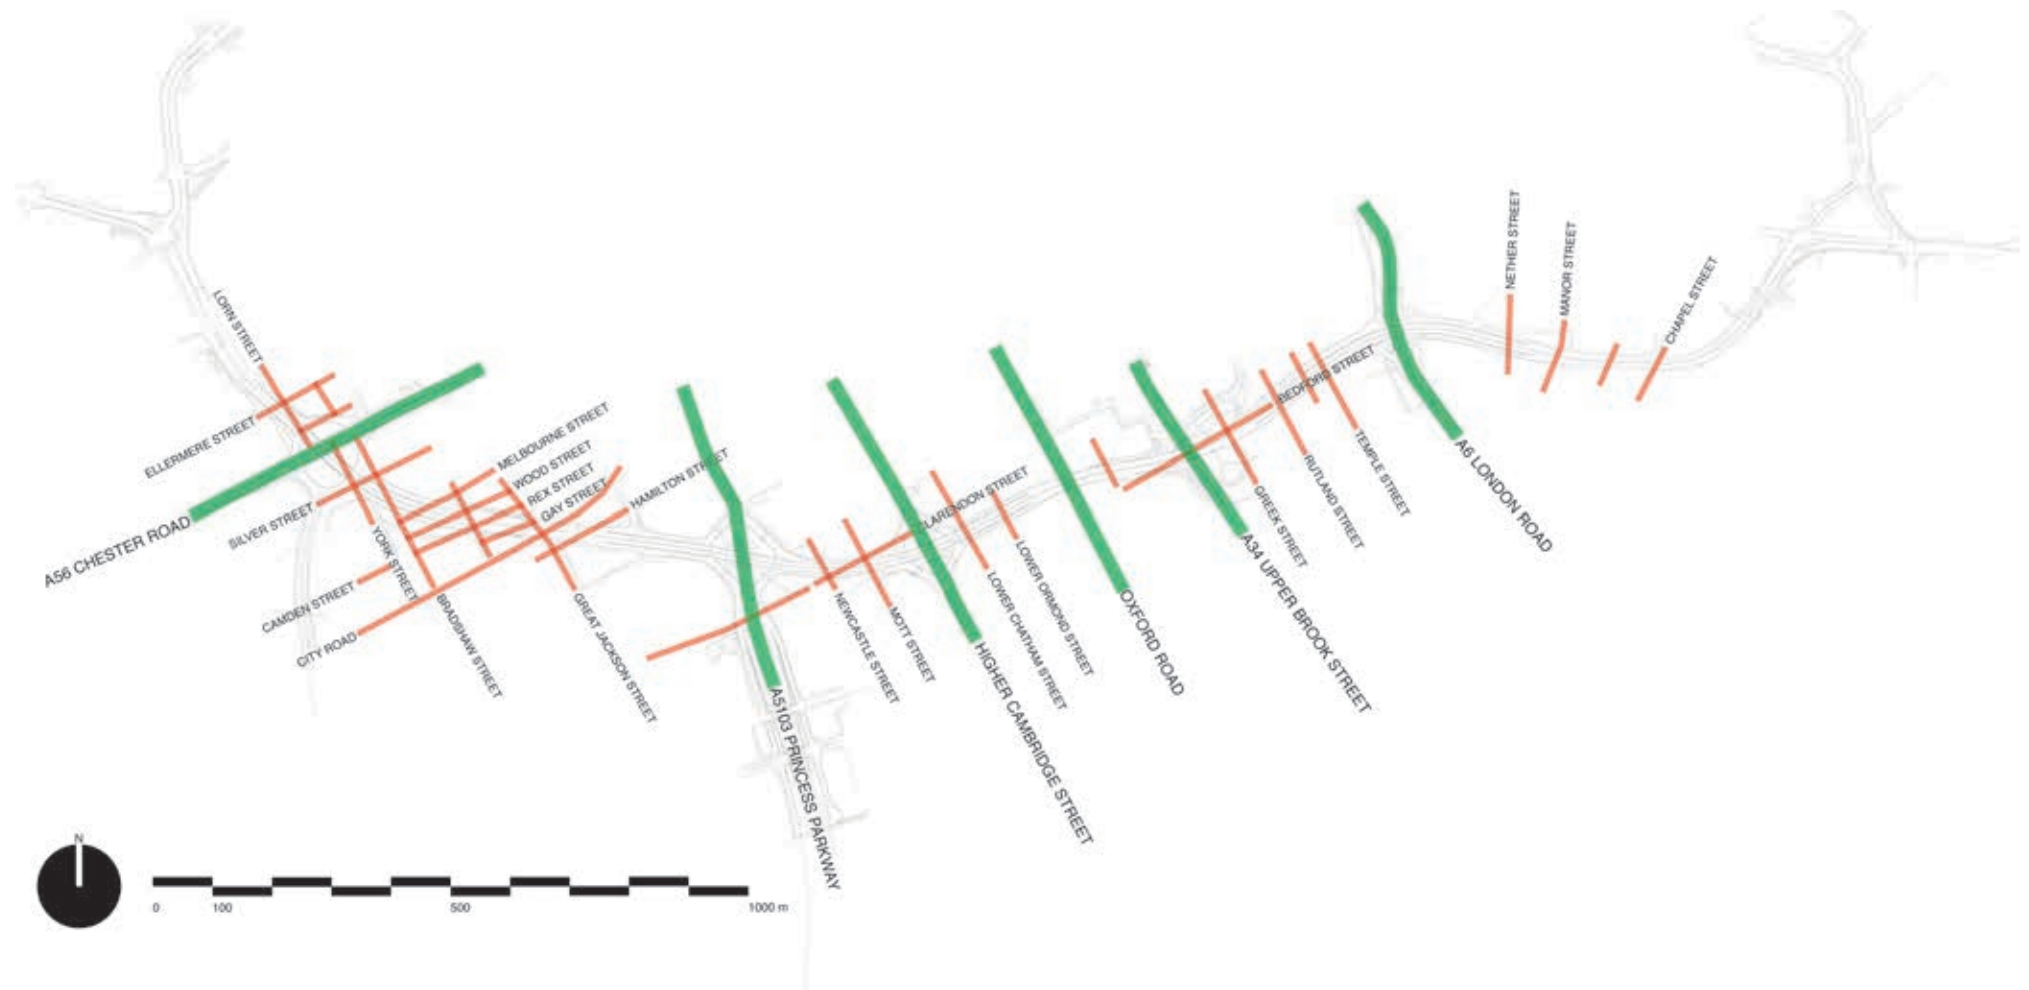 LORN STREET
ELLERMERE STREET
A56 CHESTER ROAD
SILVER STREET
CAMDEN STREET
CITY ROAD
YORK STREET
BRADSHAW STREET
MELBOURNE STREET
WOOD STREET
REX STREET
GAY STREET
HAMILTON STREET
GREAT JACKSON STREET
A5103 PRINCESS PARKWAY
NEWCASTLE STREET
MOTT STREET
CLARENDON STREET
HIGHER CAMBRIDGE STREET
LOWER CHATHAM STREET
LOWER ORMOND STREET
OXFORD ROAD
A34 UPPER BROOK STREET
GREEK STREET
RUTLAND STREET
BEDFORD STREET
TEMPLE STREET
A6 LONDON ROAD
NETHER STREET
MANOR STREET
CHAPEL STREET
N
0 100 500 1000 m